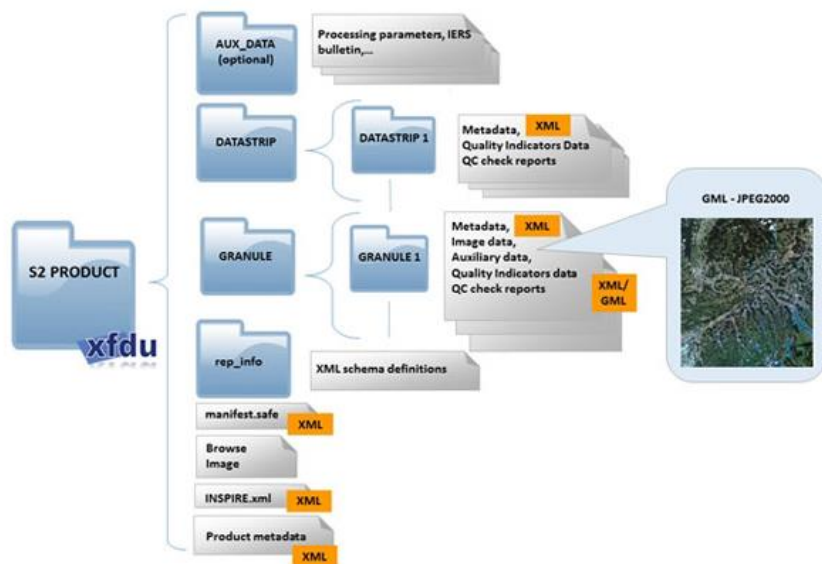 AUX_DATA
(optional)
Processing parameters, IERS
bulletin,...
DATASTRIP
DATASTRIP 1
Metadata,
XML
Quality Indicators Data
QC check reports
GML - JPEG2000
S2 PRODUCT
xfdu
GRANULE
GRANULE 1
Metadata,
XML
Image data,
Auxiliary data,
Quality Indicators data
QC check reports
XML/
GML
rep_info
XML schema definitions
manifest.safe
XML
Browse
Image
INSPIRE.xml
XML
Product metadata
XML